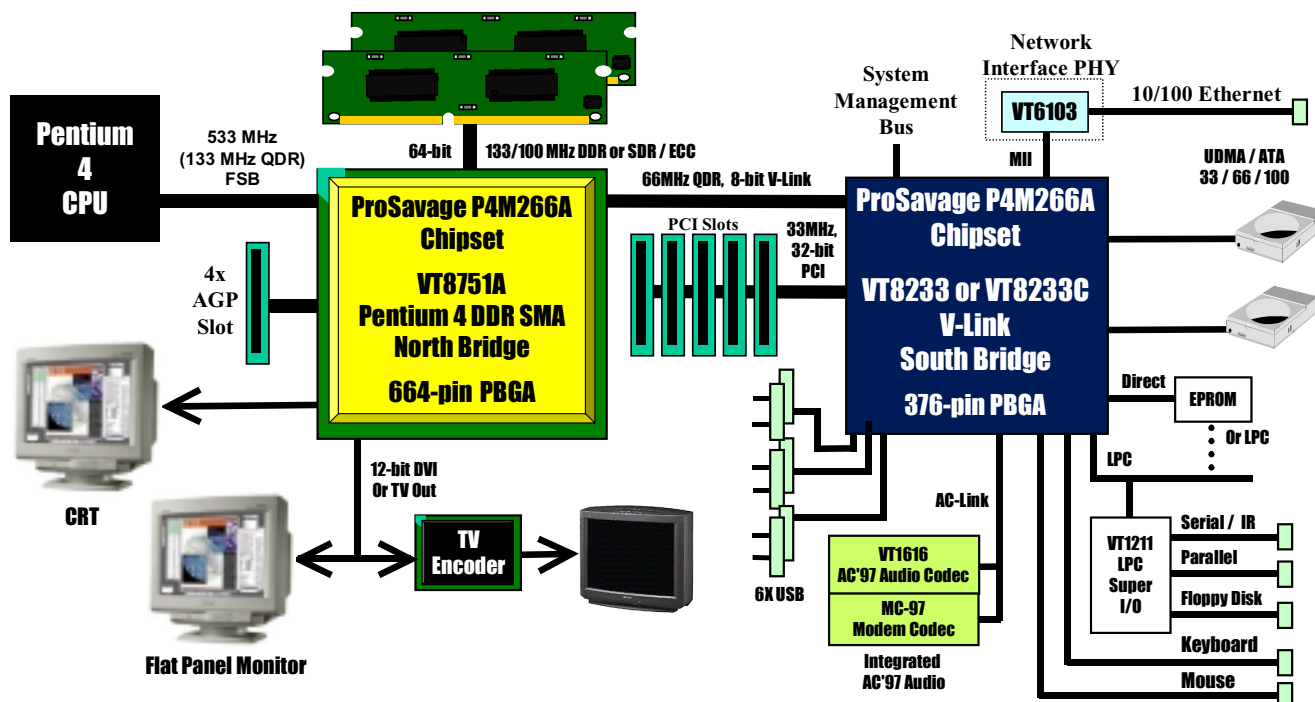 Pentium
4
CPU
533 MHz
(133 MHz QDR)
FSB
64-bit
133/100 MHz DDR or SDR / ECC
ProSavage P4M266A
Chipset
VT8751A
Pentium 4 DDR SMA
North Bridge
664-pin PBGA
4x
AGP
Slot
CRT
12-bit DVI
Or TV Out
Flat Panel Monitor
TV
Encoder
66MHz QDR, 8-bit V-Link
PCI Slots
33MHz,
32-bit
PCI
System
Management
Bus
Network
Interface PHY
VT6103
MII
10/100 Ethernet
UDMA / ATA
33 / 66 / 100
ProSavage P4M266A
Chipset
VT8233 or VT8233C
V-Link
South Bridge
376-pin PBGA
Direct
EPROM
Or LPC
LPC
6X USB
AC-Link
VT1616
AC'97 Audio Codec
MC-97
Modem Codec
Integrated
AC'97 Audio
VT1211
LPC
Super
I/O
Serial / IR
Parallel
Floppy Disk
Keyboard
Mouse